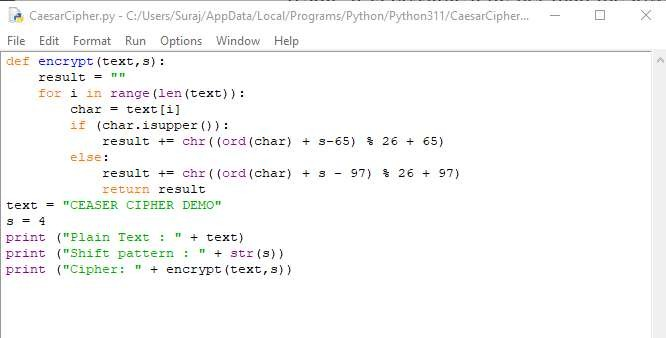 CaesarCipher.py - C:/Users/Suraj/AppData/Local/Programs/Python/Python311/CaesarCipher...
File Edit Format Run Options Window Help
def encrypt(text,s):
    result = ""
    for i in range(len(text)):
        char = text[i]
        if (char.isupper()):
            result += chr((ord(char) + s-65) % 26 + 65)
        else:
            result += chr((ord(char) + s - 97) % 26 + 97)
            return result
text = "CEASER CIPHER DEMO"
s = 4
print ("Plain Text : " + text)
print ("Shift pattern : " + str(s))
print ("Cipher: " + encrypt(text,s))